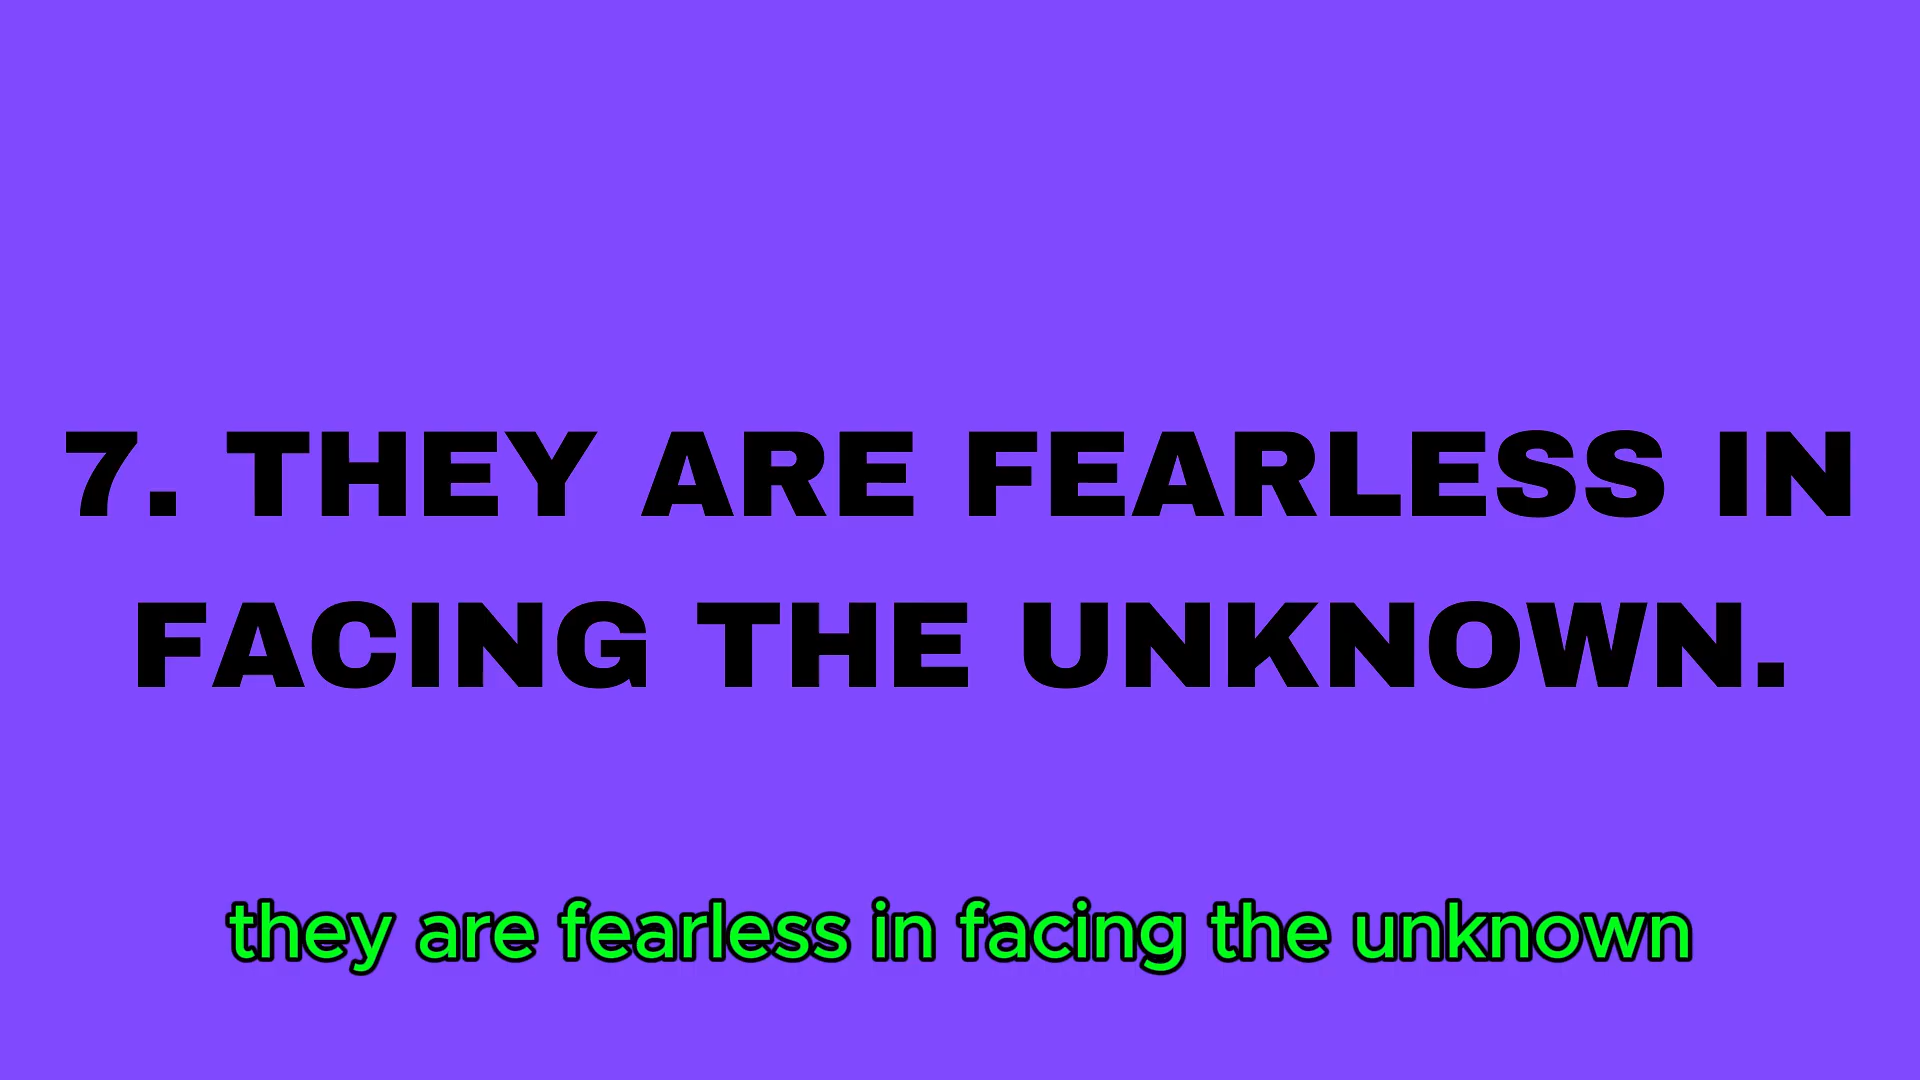 7. THEY ARE FEARLESS IN
FACING THE UNKNOWN.
they are fearless in facing the unknown